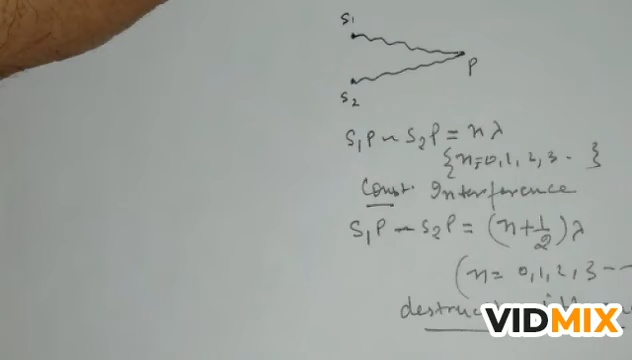 S1
P
S2
S₁P ~ S₂P = nλ
{n=0,1,2,3 - }
Const. Interference
S₁P ~ S₂P = (n+1/2)λ
(n= 0,1,2,3 ---
VIDMIX